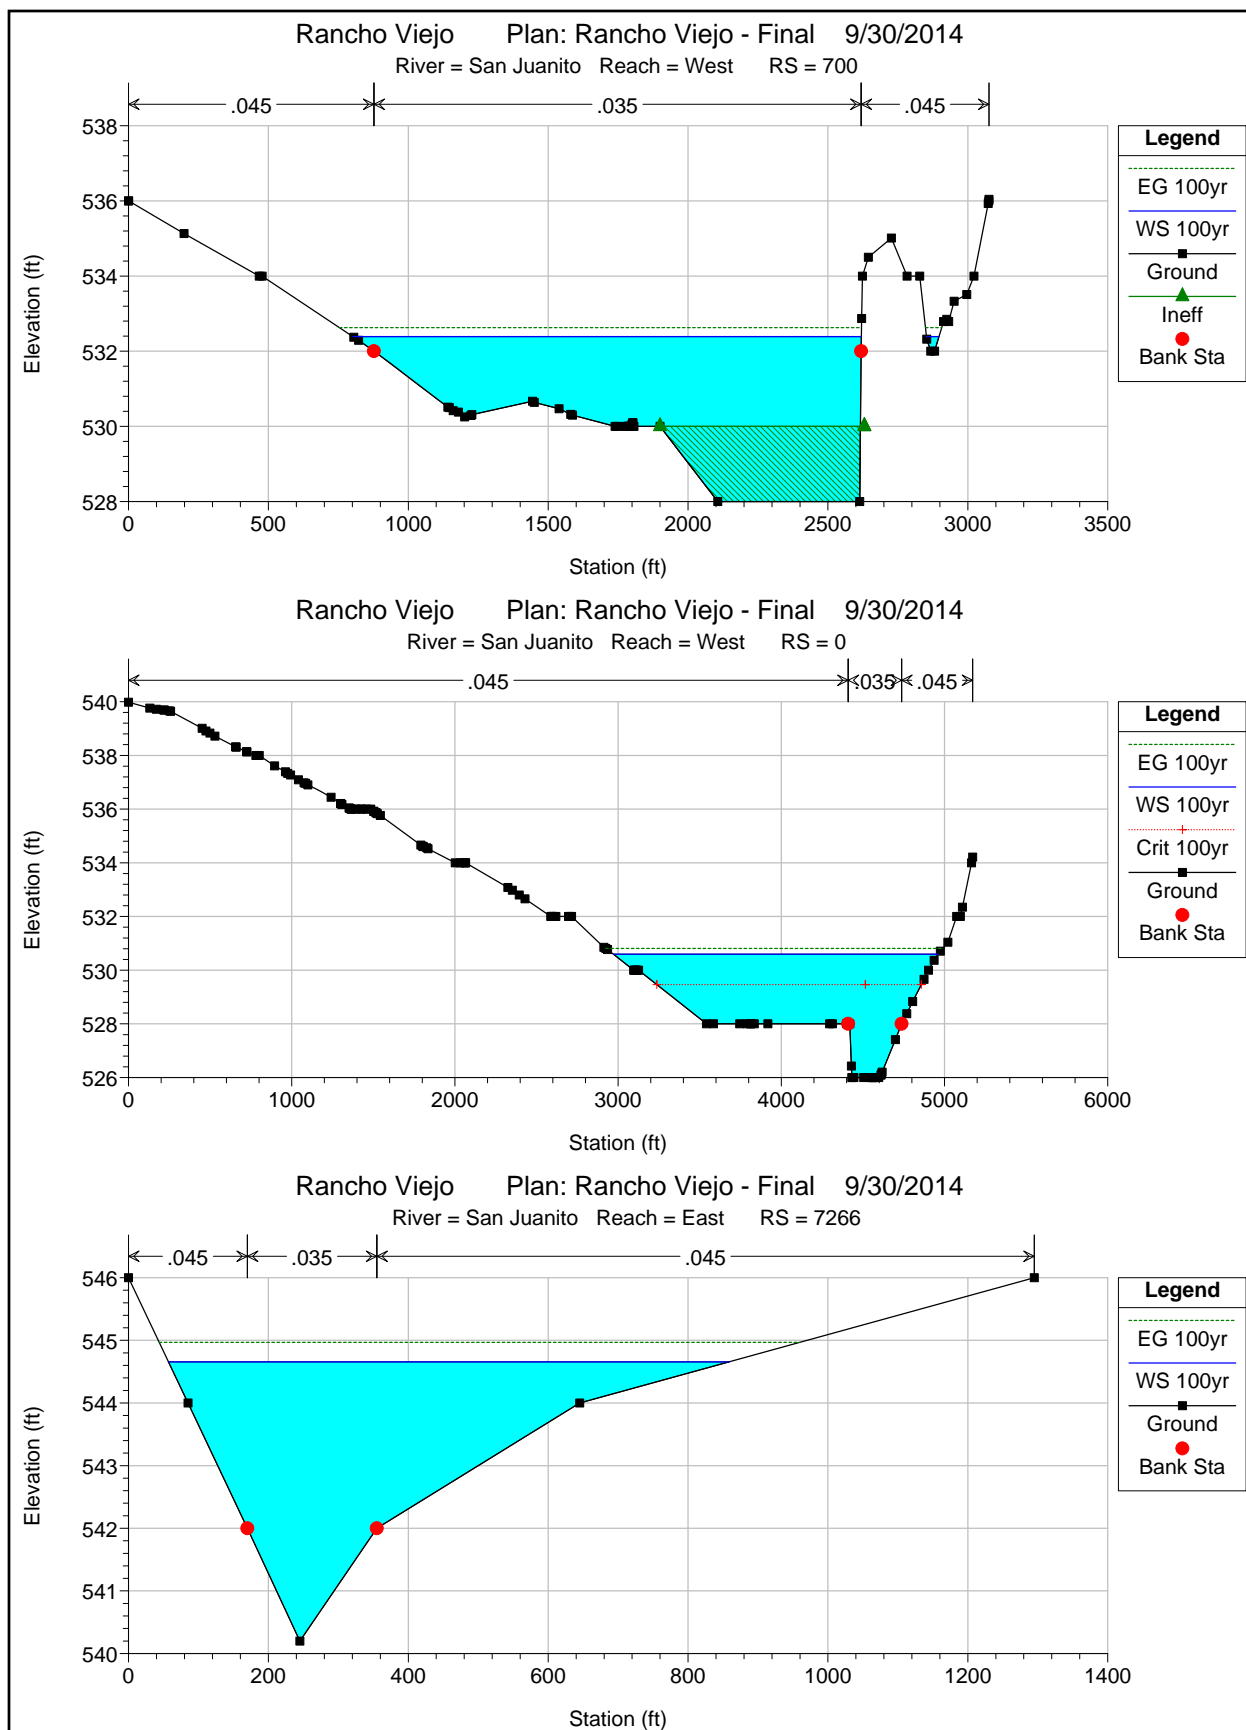 Rancho Viejo Plan: Rancho Viejo - Final 9/30/2014
River = San Juanito Reach = West RS = 700
.045 .035 .045
538
536
534
532
530
528
Elevation (ft)
0 500 1000 1500 2000 2500 3000 3500
Station (ft)
Legend
EG 100yr
WS 100yr
Ground
Ineff
Bank Sta
Rancho Viejo Plan: Rancho Viejo - Final 9/30/2014
River = San Juanito Reach = West RS = 0
.045 .035 .045
540
538
536
534
532
530
528
526
Elevation (ft)
0 1000 2000 3000 4000 5000 6000
Station (ft)
Legend
EG 100yr
WS 100yr
Crit 100yr
Ground
Bank Sta
Rancho Viejo Plan: Rancho Viejo - Final 9/30/2014
River = San Juanito Reach = East RS = 7266
.045 .035 .045
546
545
544
543
542
541
540
Elevation (ft)
0 200 400 600 800 1000 1200 1400
Station (ft)
Legend
EG 100yr
WS 100yr
Ground
Bank Sta